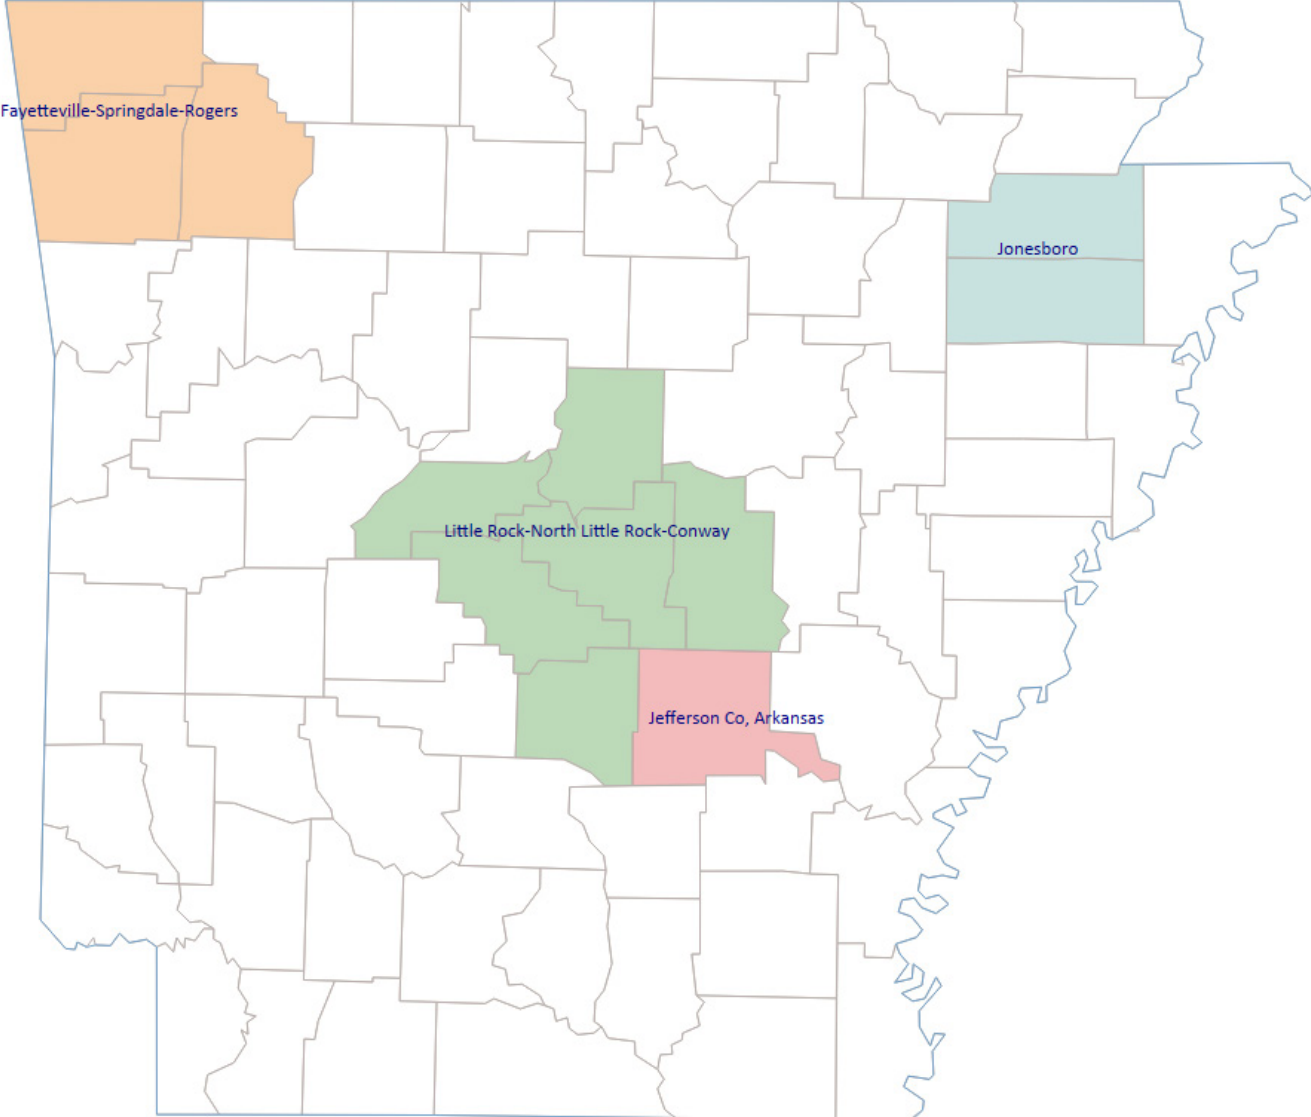 Fayetteville-Springdale-Rogers
Jonesboro
Little Rock-North Little Rock-Conway
Jefferson Co, Arkansas